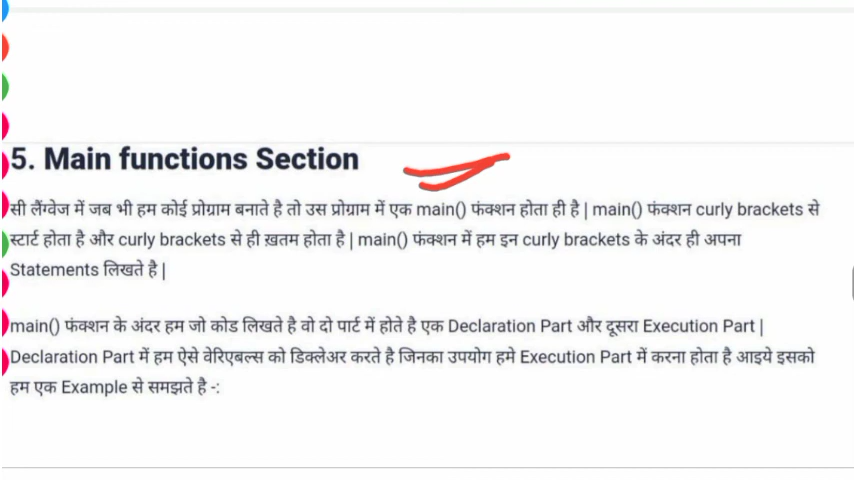 5. Main functions Section
सी लैंग्वेज में जब भी हम कोई प्रोग्राम बनाते है तो उस प्रोग्राम में एक main() फंक्शन होता ही है | main() फंक्शन curly brackets से
स्टार्ट होता है और curly brackets से ही ख़तम होता है | main() फंक्शन में हम इन curly brackets के अंदर ही अपना
Statements लिखते है |
main() फंक्शन के अंदर हम जो कोड लिखते है वो दो पार्ट में होते है एक Declaration Part और दूसरा Execution Part |
Declaration Part में हम ऐसे वेरिएबल्स को डिक्लेअर करते है जिनका उपयोग हमे Execution Part में करना होता है आइये इसको
हम एक Example से समझते है -: